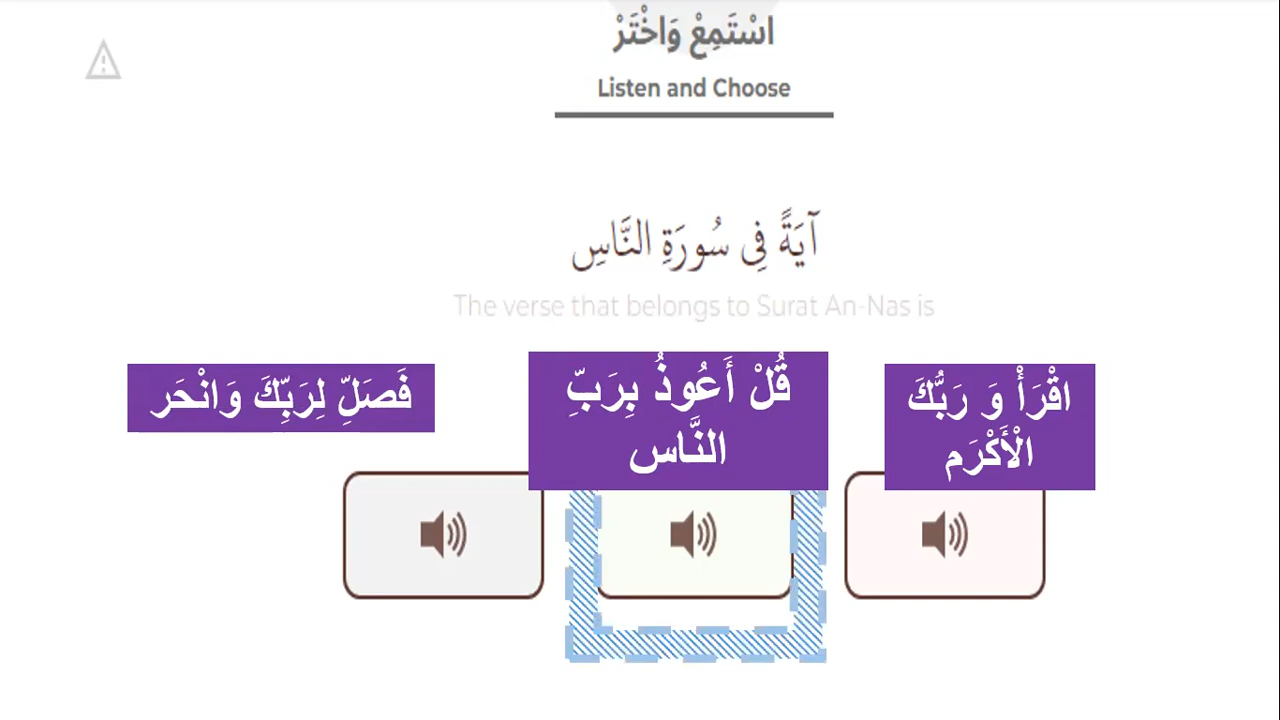 اسْتَمِعْ وَاخْتَرْ
Listen and Choose
آيَةً فِي سُورَةِ النَّاسِ
The verse that belongs to Surat An-Nas is
اقْرَأْ وَ رَبُّكَ
الْأَكْرَم
قُلْ أَعُوذُ بِرَبِّ
النَّاس
فَصَلِّ لِرَبِّكَ وَانْحَر